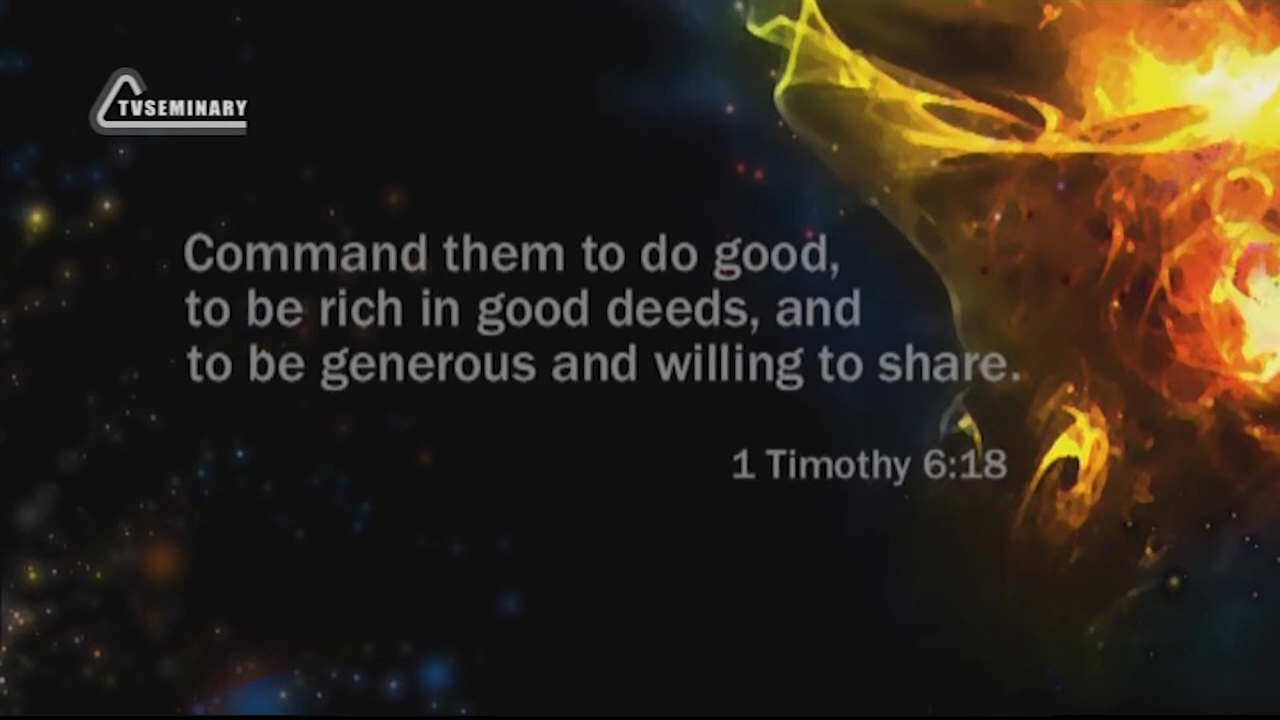 TVSEMINARY
Command them to do good,
to be rich in good deeds, and
to be generous and willing to share.
1 Timothy 6:18